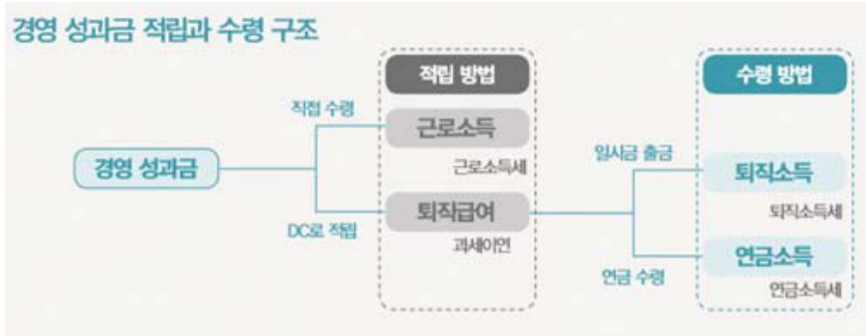 경영 성과금 적립과 수령 구조
적립 방법
수령 방법
직접 수령
근로소득
근로소득세
일시금 출금
퇴직소득
퇴직소득세
경영 성과금
DC로 적립
퇴직급여
과세이연
연금 수령
연금소득
연금소득세